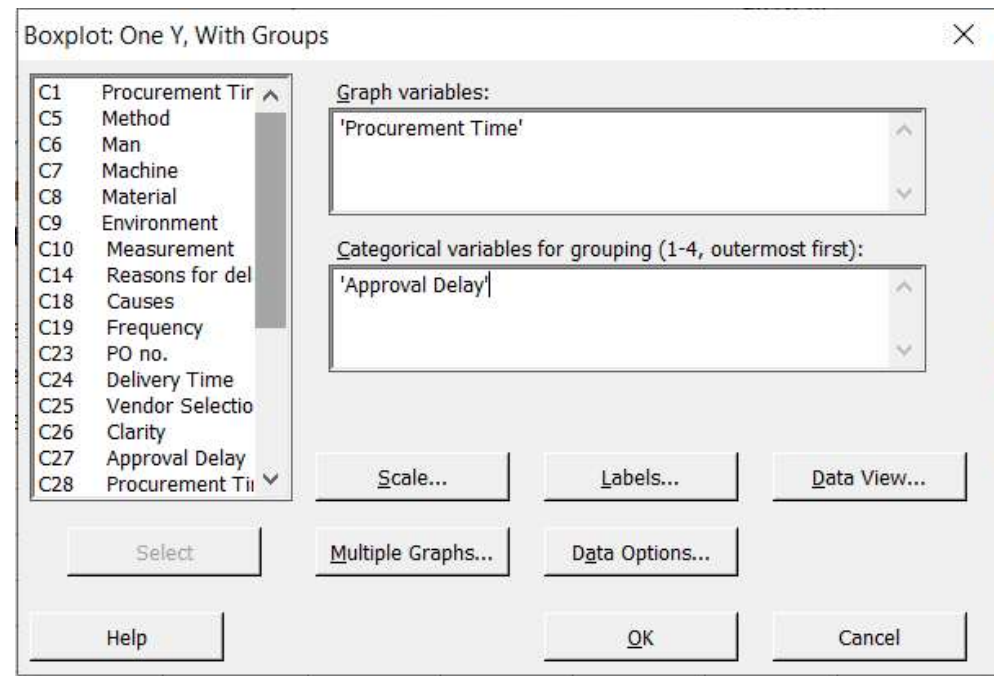 Boxplot: One Y, With Groups
C1 Procurement Tir
C5 Method
C6 Man
C7 Machine
C8 Material
C9 Environment
C10 Measurement
C14 Reasons for del
C18 Causes
C19 Frequency
C23 PO no.
C24 Delivery Time
C25 Vendor Selectio
C26 Clarity
C27 Approval Delay
C28 Procurement Ti
Graph variables:
'Procurement Time'
Categorical variables for grouping (1-4, outermost first):
'Approval Delay'
Scale... Labels... Data View...
Select Multiple Graphs... Data Options...
Help OK Cancel